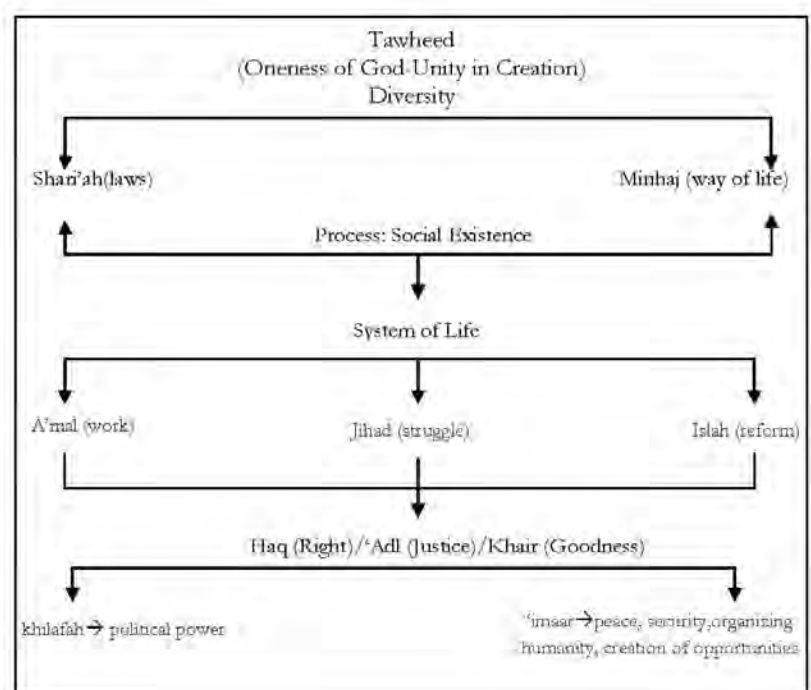 Tawheed
(Oneness of God-Unity in Creation)
Diversity
Shari'ah(laws)
Minhaj (way of life)
Process: Social Existence
System of Life
A'mal (work)
Jihad (struggle)
Islah (reform)
Haq (Right)/'Adl (Justice)/Khair (Goodness)
khilafah→ political power
'imaar→peace, security,organizing
humanity, creation of opportunities